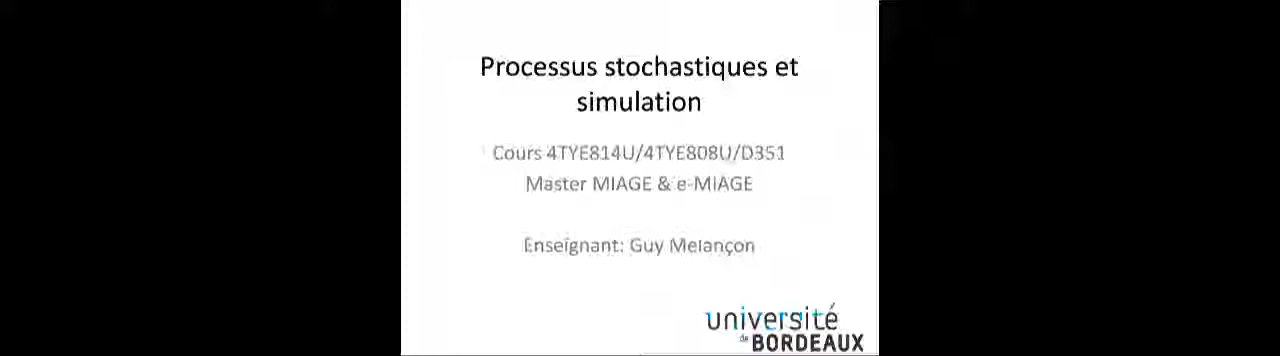 Processus stochastiques et
simulation
Cours 4TYE814U/4TYE808U/D351
Master MIAGE & e-MIAGE
Enseignant: Guy Melançon
université
de BORDEAUX